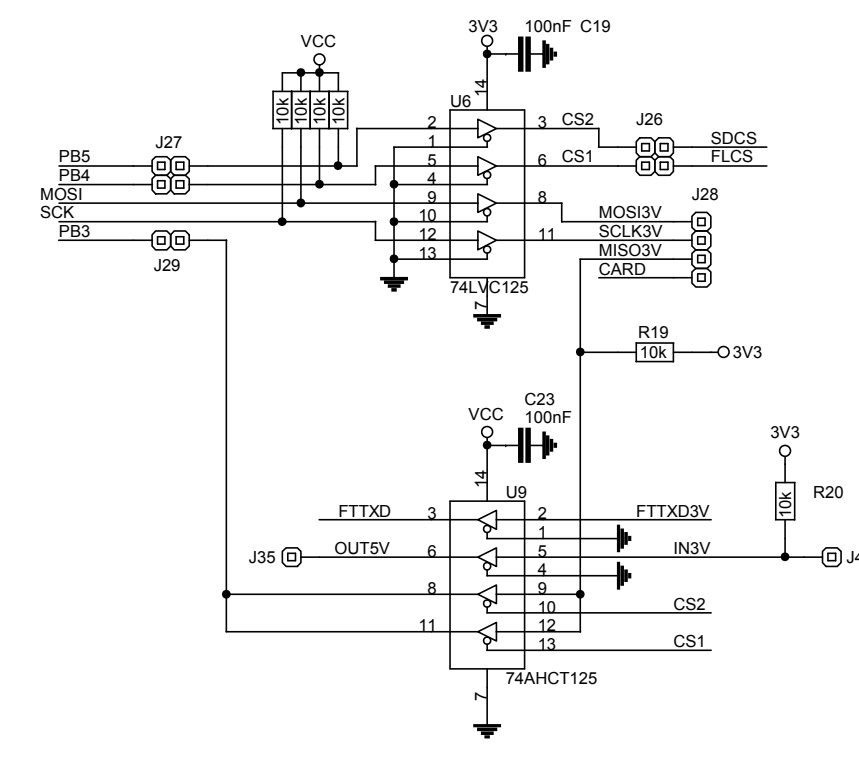 3V3
100nF C19
VCC
14
U6
10k
10k
10k
10k
2
3
CS2
J26
1
J27
SDCS
PB5
5
6
CS1
FLCS
PB4
4
MOSI
9
8
J28
SCK
10
MOSI3V
PB3
12
11
SCLK3V
13
MISO3V
J29
CARD
74LVC125
7
R19
10k
3V3
C23
VCC
100nF
3V3
14
U9
10k
R20
FTTXD
3
2
FTTXD3V
1
J35
OUT5V
6
5
IN3V
J4
4
8
9
10
CS2
11
12
13
CS1
74AHCT125
7